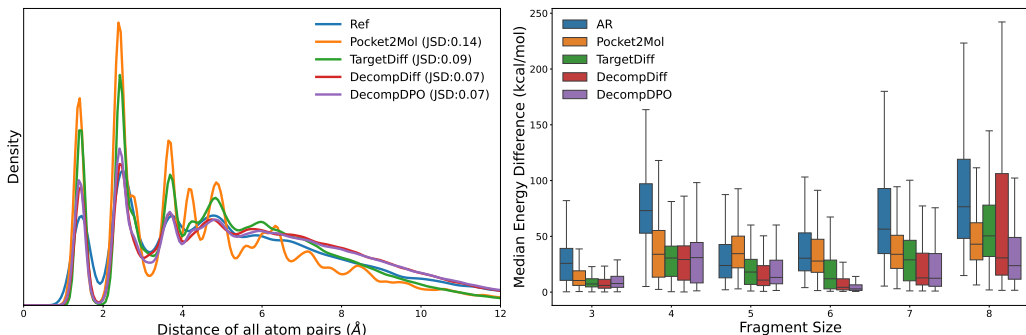 Density
Ref
Pocket2Mol (JSD:0.14)
TargetDiff (JSD:0.09)
DecompDiff (JSD:0.07)
DecompDPO (JSD:0.07)
0 2 4 6 8 10 12
Distance of all atom pairs (Å)
Median Energy Difference (kcal/mol)
250
200
150
100
50
0
AR
Pocket2Mol
TargetDiff
DecompDiff
DecompDPO
3 4 5 6 7 8
Fragment Size